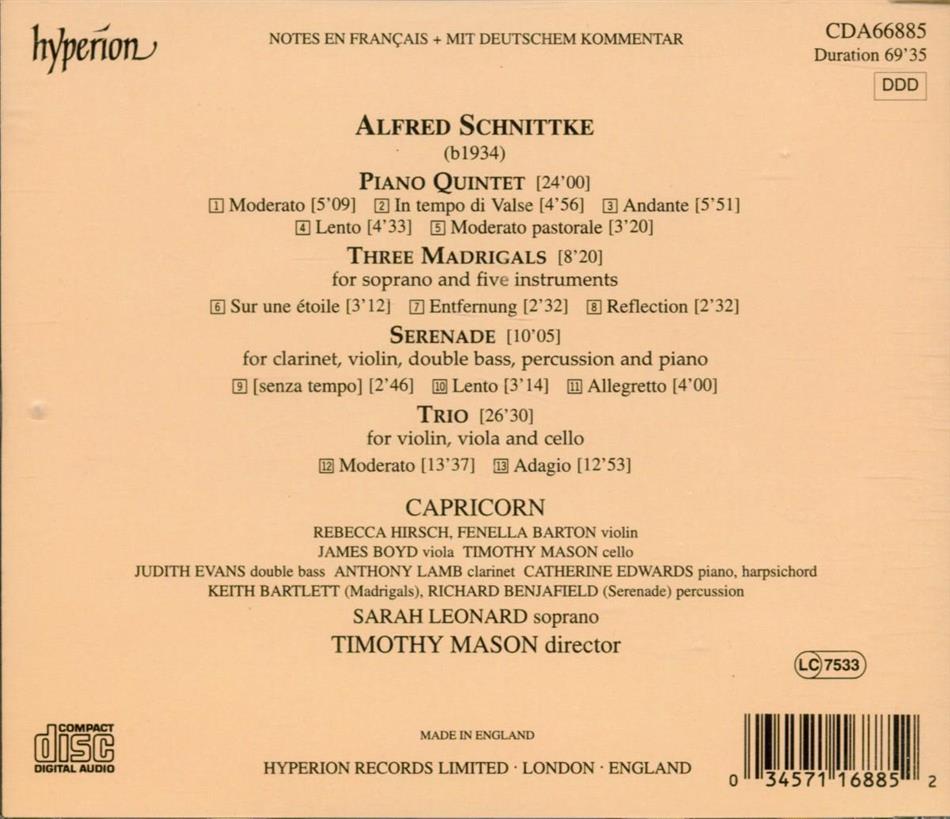 hyperion
NOTES EN FRANÇAIS + MIT DEUTSCHEM KOMMENTAR
CDA66885
Duration 69'35
DDD
ALFRED SCHNITTKE
(b1934)
PIANO QUINTET [24'00]
1 Moderato [5'09] 2 In tempo di Valse [4'56] 3 Andante [5'51]
4 Lento [4'33] 5 Moderato pastorale [3'20]
THREE MADRIGALS [8'20]
for soprano and five instruments
6 Sur une étoile [3'12] 7 Entfernung [2'32] 8 Reflection [2'32]
SERENADE [10'05]
for clarinet, violin, double bass, percussion and piano
9 [senza tempo] [2'46] 10 Lento [3'14] 11 Allegretto [4'00]
TRIO [26'30]
for violin, viola and cello
12 Moderato [13'37] 13 Adagio [12'53]
CAPRICORN
REBECCA HIRSCH, FENELLA BARTON violin
JAMES BOYD viola TIMOTHY MASON cello
JUDITH EVANS double bass ANTHONY LAMB clarinet CATHERINE EDWARDS piano, harpsichord
KEITH BARTLETT (Madrigals), RICHARD BENJAFIELD (Serenade) percussion
SARAH LEONARD soprano
TIMOTHY MASON director
LC 7533
COMPACT
disc
DIGITAL AUDIO
MADE IN ENGLAND
HYPERION RECORDS LIMITED · LONDON · ENGLAND
0 34571 16885 2